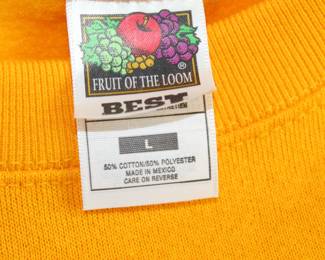 FRUIT OF THE LOOM®
BEST
L
50% COTTON/50% POLYESTER
MADE IN MEXICO
CARE ON REVERSE